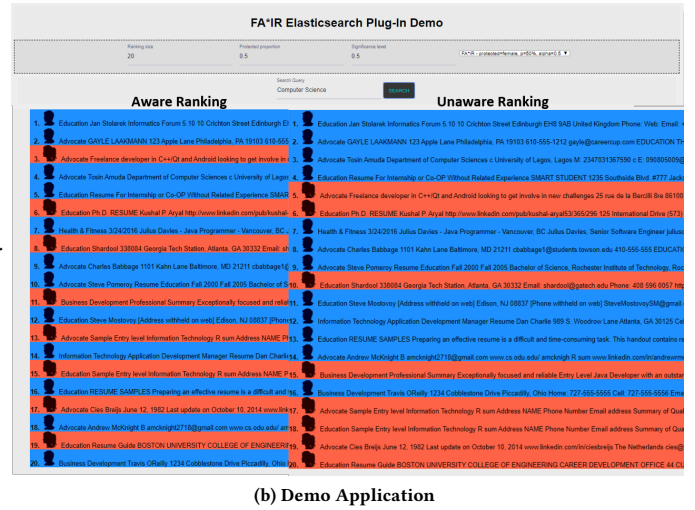 FA*IR Elasticsearch Plug-In Demo
Ranking size
20
Protected proportion
0.5
Significance level
0.5
FA*IR - protected=female, p=50%, alpha=0.5
Search Query
Computer Science
SEARCH
Aware Ranking
1. Education Jan Stolarek Informatics Forum 5.10 10 Crichton Street Edinburgh E
2. Advocate GAYLE LAAKMANN 123 Apple Lane Philadelphia, PA 19103 610-555
3. Advocate Freelance developer in C++/Qt and Android looking to get involve in
4. Advocate Tosin Amuda Department of Computer Sciences c University of Lagos
5. Education Resume For Internship or Co-OP Without Related Experience SMAR
6. Education Ph.D. RESUME Kushal P. Aryal http://www.linkedin.com/pub/kushal-
7. Health & Fitness 3/24/2016 Julius Davies - Java Programmer - Vancouver, BC
8. Education Shardool 338084 Georgia Tech Station, Atlanta, GA 30332 Email: sh
9. Advocate Charles Babbage 1101 Kahn Lane Baltimore, MD 21211 cbabbage1
10. Advocate Steve Pomeroy Resume Education Fall 2000 Fall 2005 Bachelor of S
11. Business Development Professional Summary Exceptionally focused and relia
12. Education Steve Mostovoy [Address withheld on web] Edison, NJ 08837 [Phone
13. Advocate Sample Entry level Information Technology R sum Address NAME P
14. Information Technology Application Development Manager Resume Dan Charlie
15. Education Sample Entry level Information Technology R sum Address NAME P
16. Education RESUME SAMPLES Preparing an effective resume is a difficult and
17. Advocate Cies Breijs June 12, 1982 Last update on October 10, 2014 www.link
18. Advocate Andrew McKnight B amcknight2718@gmail.com www.cs.odu.edu/
19. Education Resume Guide BOSTON UNIVERSITY COLLEGE OF ENGINEER
20. Business Development Travis OReilly 1234 Cobblestone Drive Piccadilly, Ohio
Unaware Ranking
1. Education Jan Stolarek Informatics Forum 5.10 10 Crichton Street Edinburgh EH8 9AB United Kingdom Phone: Web: Email:
2. Advocate GAYLE LAAKMANN 123 Apple Lane Philadelphia, PA 19103 610-555-1212 gayle@careercup.com EDUCATION TH
3. Advocate Tosin Amuda Department of Computer Sciences c University of Lagos, Lagos M: 2347031367590 c E: 090805009@
4. Education Resume For Internship or Co-OP Without Related Experience SMART STUDENT 1235 Southside Blvd. #777 Jacks
5. Advocate Freelance developer in C++/Qt and Android looking to get involve in new challenges 25 rue de la Bercilli 8re 86100
6. Education Ph.D. RESUME Kushal P. Aryal http://www.linkedin.com/pub/kushal-aryal/53/365/296 125 International Drive (573)
7. Health & Fitness 3/24/2016 Julius Davies - Java Programmer - Vancouver, BC Julius Davies, Senior Software Engineer julius
8. Advocate Charles Babbage 1101 Kahn Lane Baltimore, MD 21211 cbabbage1@students towson.edu 410-555-555 EDUCATI
9. Advocate Steve Pomeroy Resume Education Fall 2000 Fall 2005 Bachelor of Science, Rochester Institute of Technology, Roc
10. Education Shardool 338084 Georgia Tech Station, Atlanta, GA 30332 Email: shardool@gatech edu Phone: 408 596 0057 http
11. Education Steve Mostovoy [Address withheld on web] Edison, NJ 08837 [Phone withheld on web] SteveMostovoySM@gmail
12. Information Technology Application Development Manager Resume Dan Charlie 989 S. Woodrow Lane Atlanta, GA 30125 Cel
13. Education RESUME SAMPLES Preparing an effective resume is a difficult and time-consuming task. This handout contains re
14. Advocate Andrew McKnight B amcknight2718@gmail.com www.cs.odu.edu/ amcknigh R sum www.linkedin.com/in/andrewm
15. Business Development Professional Summary Exceptionally focused and reliable Entry Level Java Developer with an outsta
16. Business Development Travis OReilly 1234 Cobblestone Drive Piccadilly, Ohio Home: 727-555-5555 Cell: 727-555-5556 Ema
17. Advocate Sample Entry level Information Technology R sum Address NAME Phone Number Email address Summary of Qual
18. Education Sample Entry level Information Technology R sum Address NAME Phone Number Email address Summary of Qua
19. Advocate Cies Breijs June 12, 1982 Last update on October 10, 2014 www.linkedin.com/in/ciesbreijs The Netherlands cies@
20. Education Resume Guide BOSTON UNIVERSITY COLLEGE OF ENGINEERING CAREER DEVELOPMENT OFFICE 44 CU
(b) Demo Application